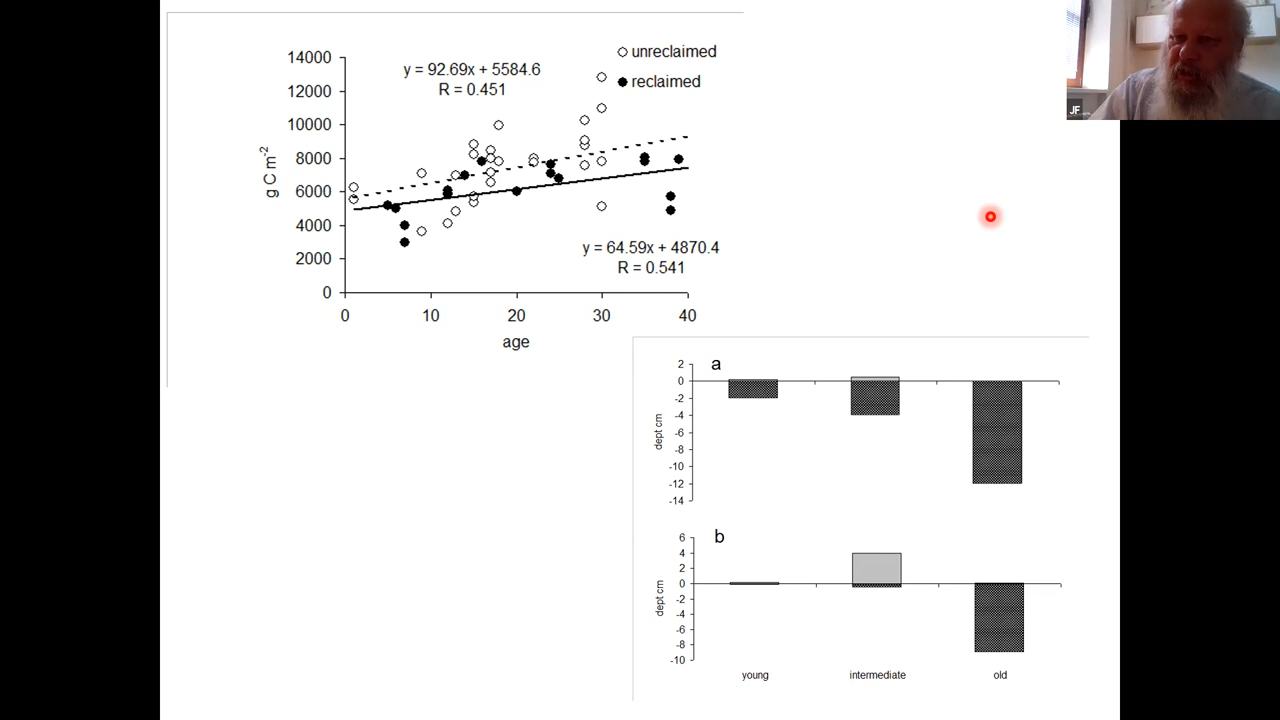 unreclaimed
reclaimed
y = 92.69x + 5584.6
R = 0.451
14000
12000
10000
8000
6000
4000
2000
0
g C m-2
y = 64.59x + 4870.4
R = 0.541
0 10 20 30 40
age
a
2
0
-2
-4
-6
-8
-10
-12
-14
dept cm
b
6
4
2
0
-2
-4
-6
-8
-10
dept cm
young intermediate old
JF